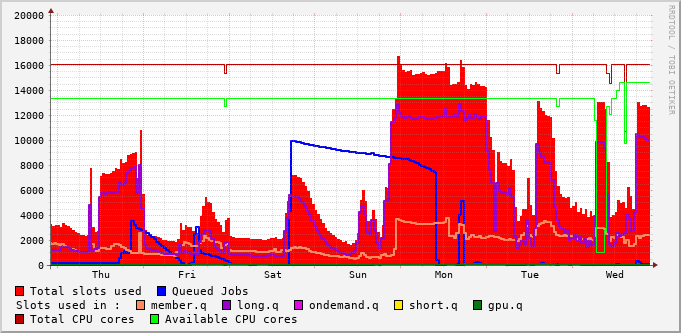 20000
18000
16000
14000
12000
10000
8000
6000
4000
2000
0
Thu Fri Sat Sun Mon Tue Wed
RRDTOOL / TOBI OETIKER
Total slots used Queued Jobs
Slots used in : member.q long.q ondemand.q short.q gpu.q
Total CPU cores Available CPU cores